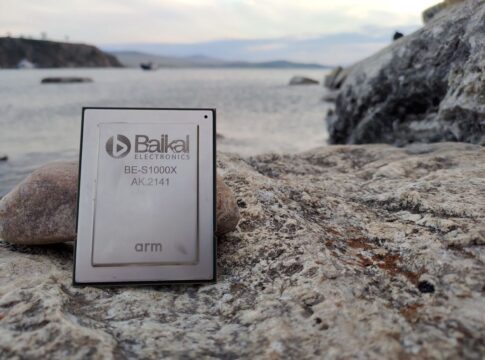 Baikal
ELECTRONICS
BE-S1000X
AK.2141
arm